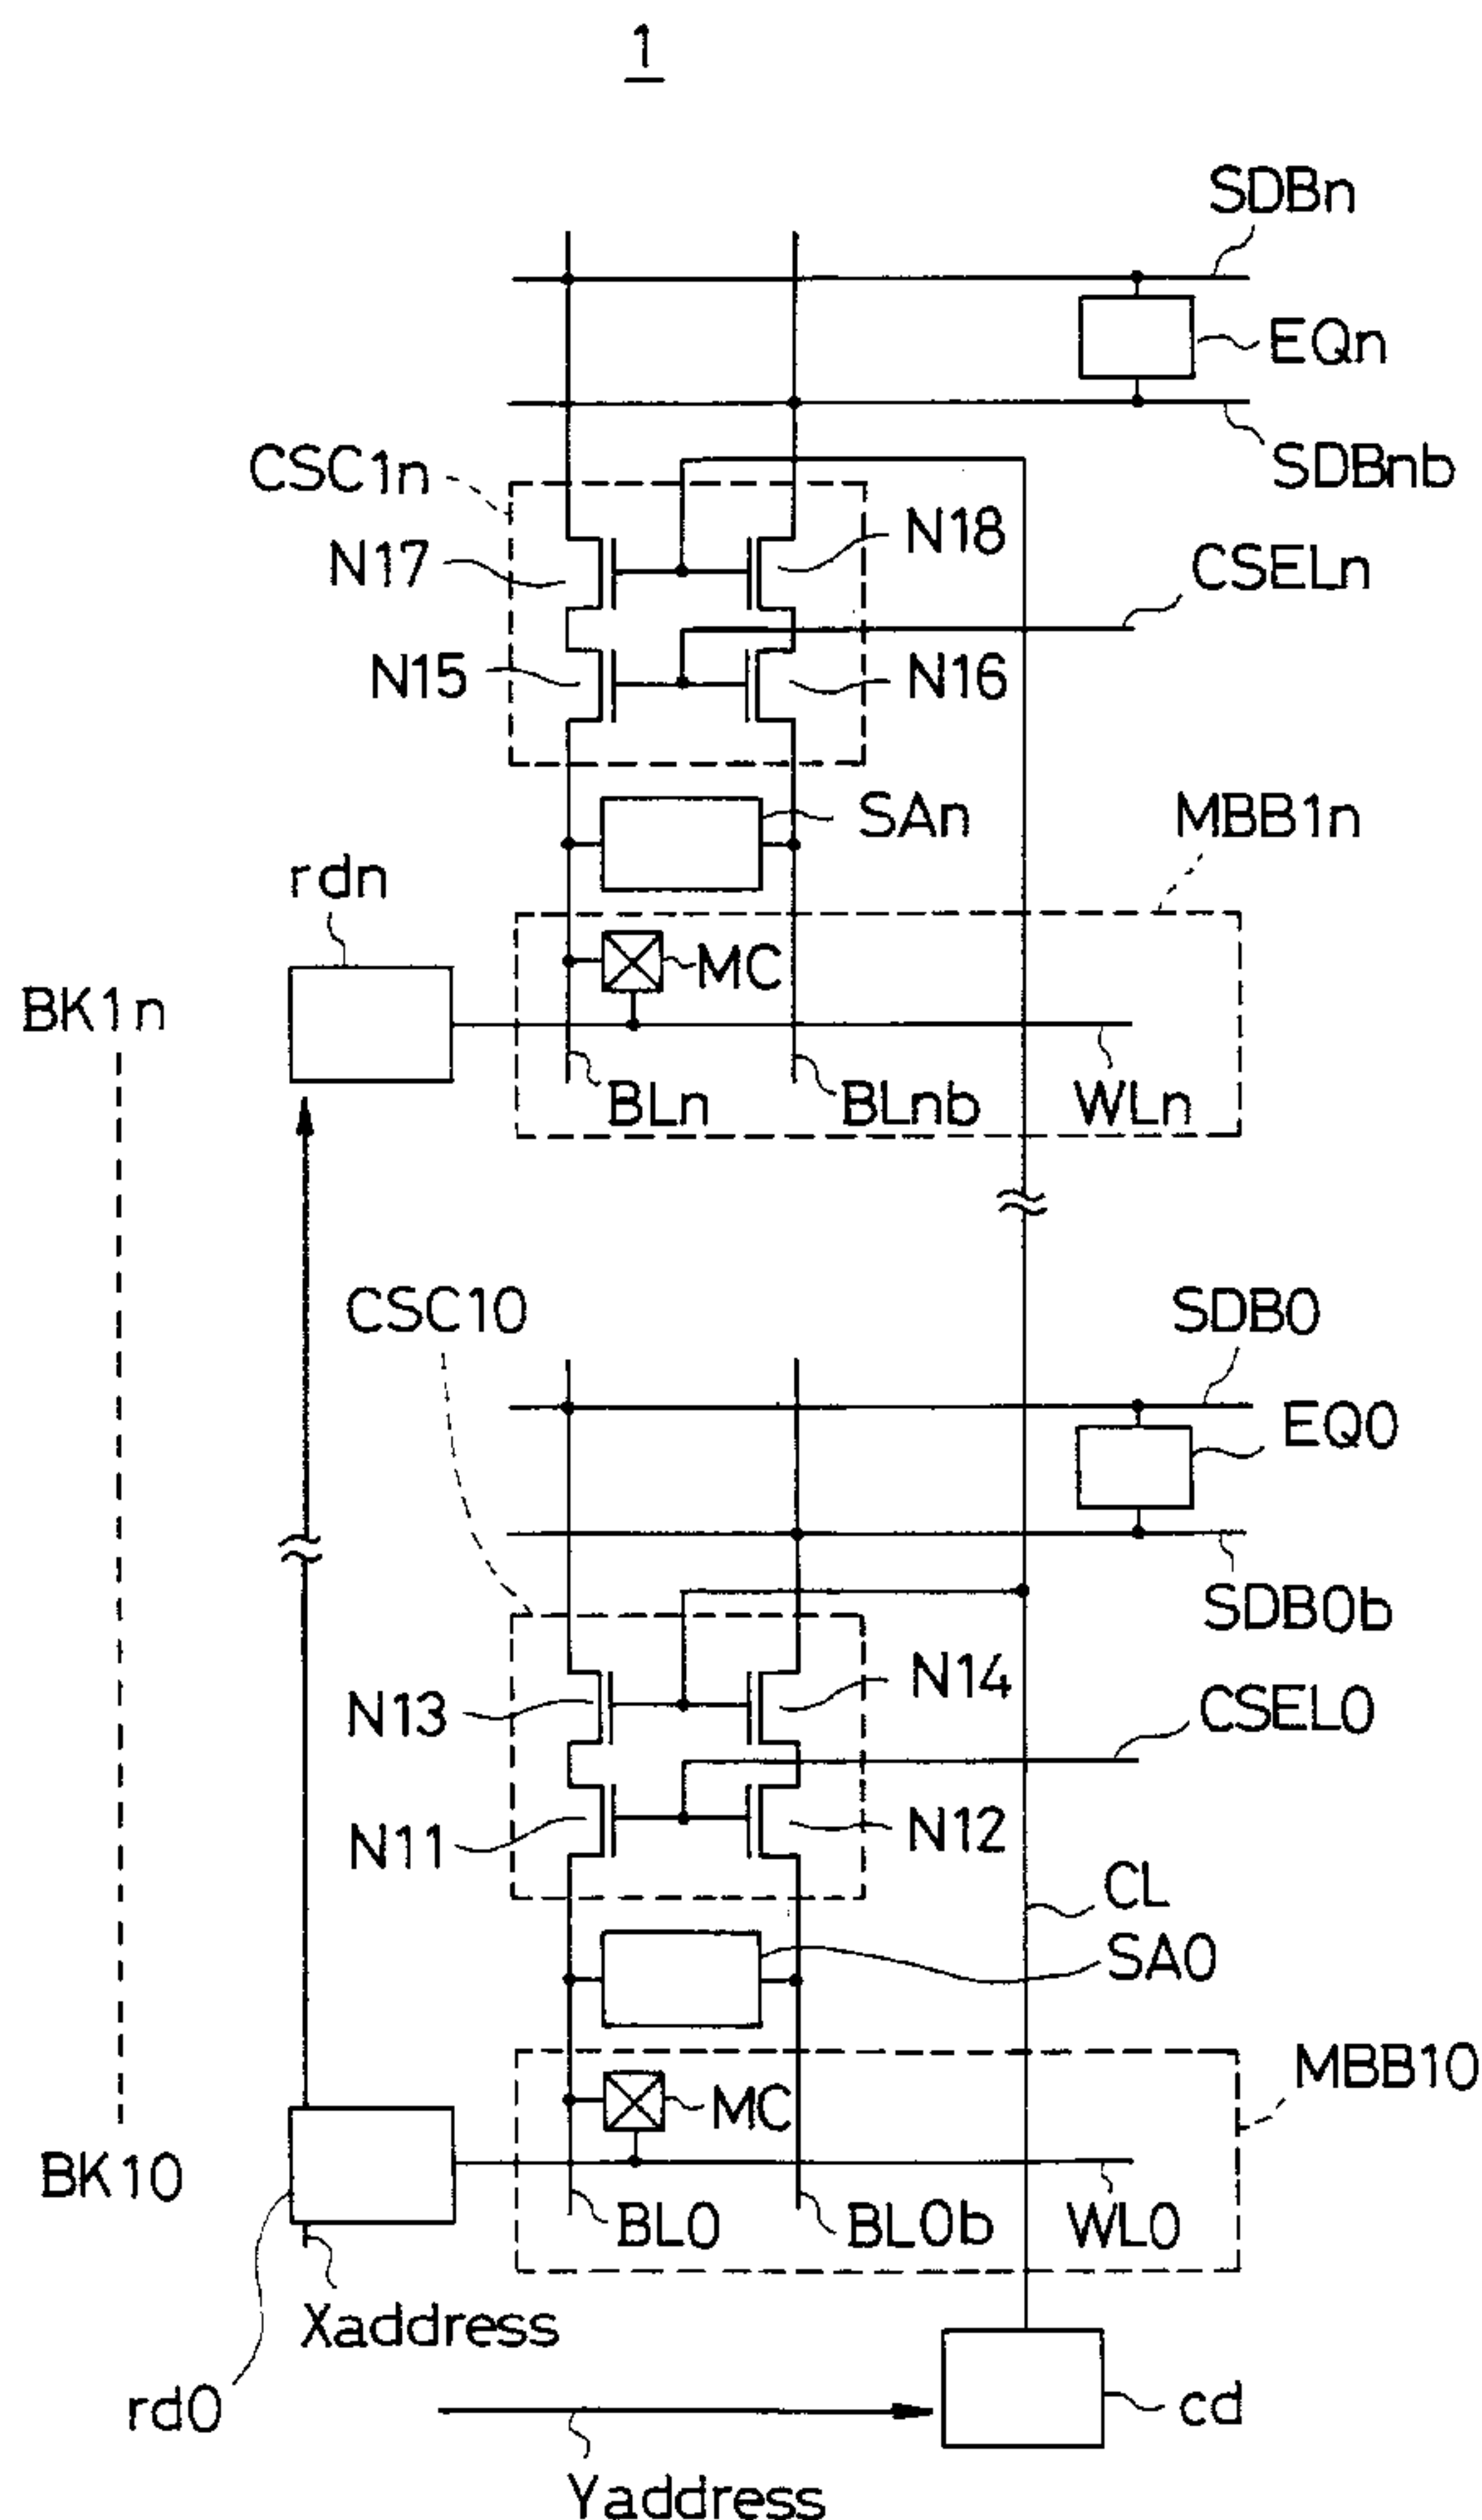 1
SDBn
EQn
SDBnb
CSC1n
N18
N17
CSELn
N15
N16
SAn
MBB1n
rdn
MC
BK1n
BLn
BLnb
WLn
CSC10
SDB0
EQ0
SDB0b
N14
N13
CSEL0
N11
N12
CL
SA0
MBB10
MC
BK10
BL0
BL0b
WL0
Xaddress
rd0
cd
Yaddress